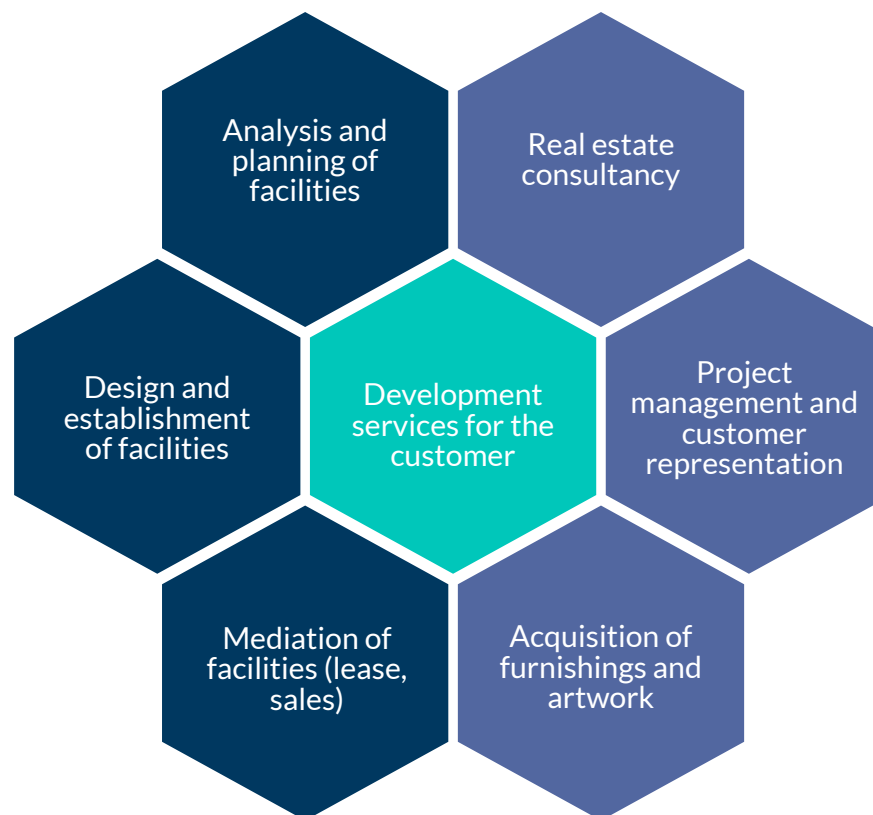 Analysis and
planning of
facilities
Real estate
consultancy
Design and
establishment
of facilities
Development
services for the
customer
Project
management and
customer
representation
Mediation of
facilities (lease,
sales)
Acquisition of
furnishings and
artwork